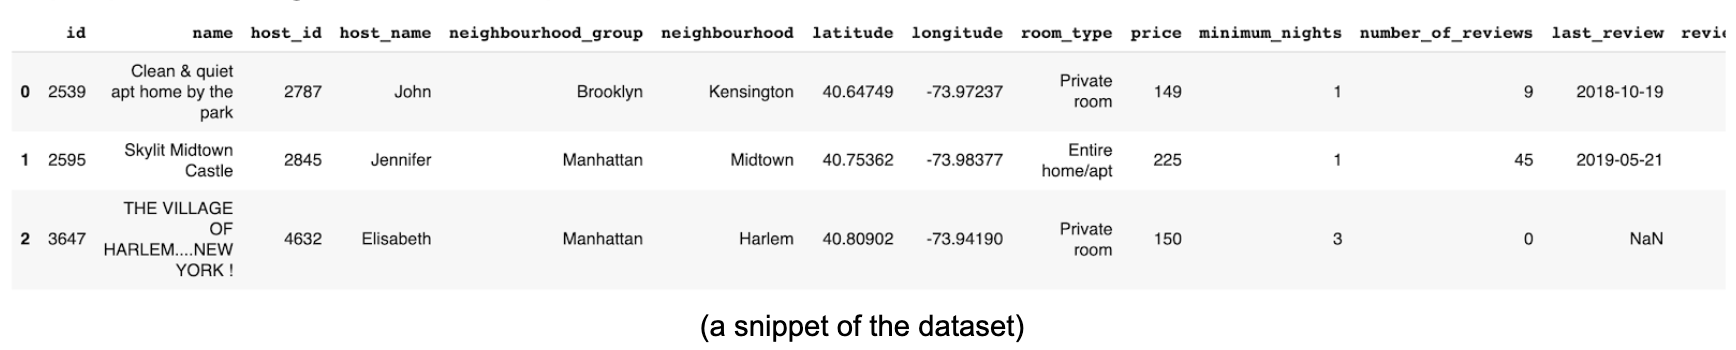 id name host_id host_name neighbourhood_group neighbourhood latitude longitude room_type price minimum_nights number_of_reviews last_review
0 2539 Clean & quiet apt home by the park 2787 John Brooklyn Kensington 40.64749 -73.97237 Private room 149 1 9 2018-10-19
1 2595 Skylit Midtown Castle 2845 Jennifer Manhattan Midtown 40.75362 -73.98377 Entire home/apt 225 1 45 2019-05-21
2 3647 THE VILLAGE OF HARLEM....NEW YORK ! 4632 Elisabeth Manhattan Harlem 40.80902 -73.94190 Private room 150 3 0 NaN
(a snippet of the dataset)